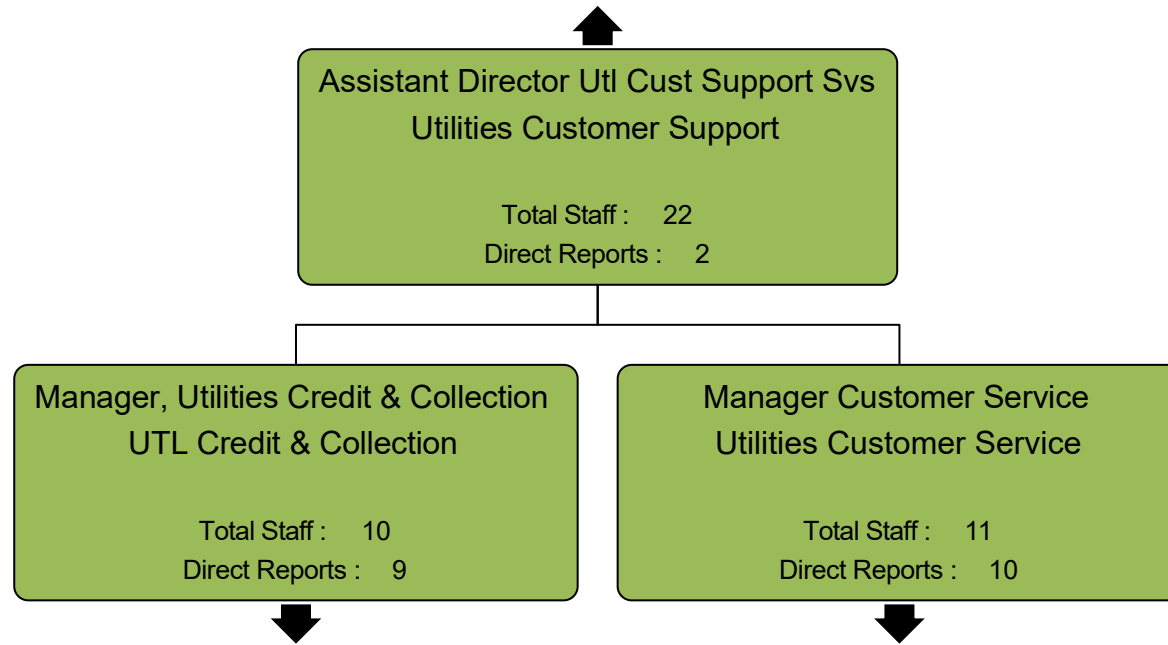 Assistant Director Utl Cust Support Svs
Utilities Customer Support
Total Staff : 22
Direct Reports : 2
Manager, Utilities Credit & Collection
UTL Credit & Collection
Total Staff : 10
Direct Reports : 9
Manager Customer Service
Utilities Customer Service
Total Staff : 11
Direct Reports : 10